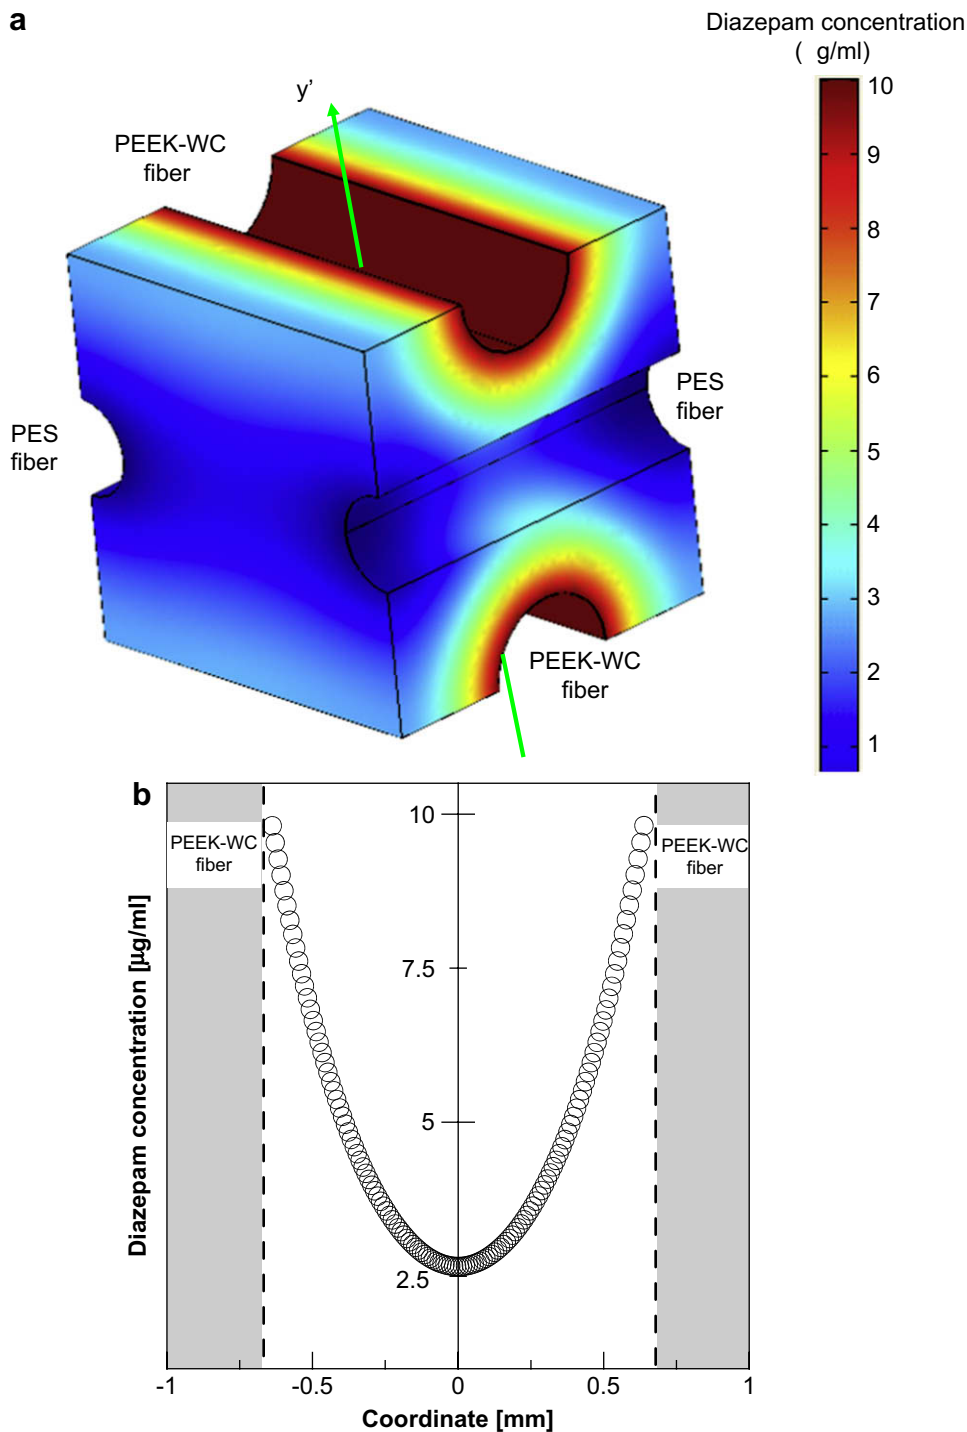 a
Diazepam concentration
( g/ml)
y'
PEEK-WC
fiber
10
9
8
7
6
5
4
3
2
1
PES
fiber
PES
fiber
PEEK-WC
fiber
b
PEEK-WC
fiber
PEEK-WC
fiber
10
7.5
5
2.5
Diazepam concentration [µg/ml]
-1
-0.5
0
0.5
1
Coordinate [mm]